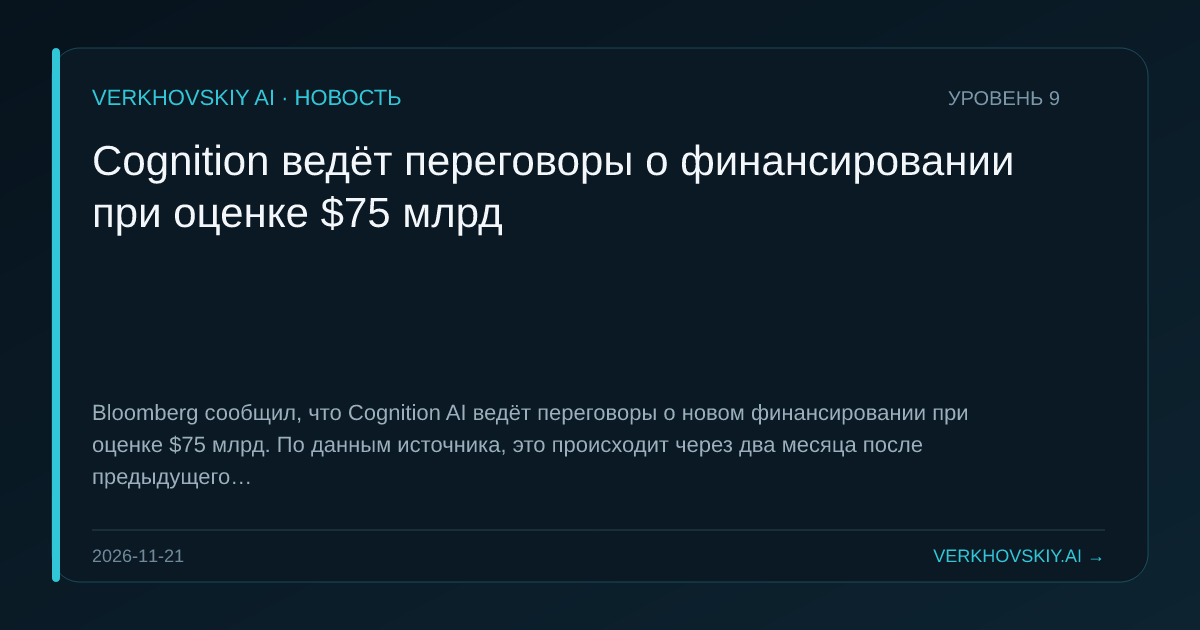 VERKHOVSKIY AI · НОВОСТЬ
УРОВЕНЬ 9
Cognition ведёт переговоры о финансировании
при оценке $75 млрд
Bloomberg сообщил, что Cognition AI ведёт переговоры о новом финансировании при
оценке $75 млрд. По данным источника, это происходит через два месяца после
предыдущего…
2026-11-21
VERKHOVSKIY.AI →